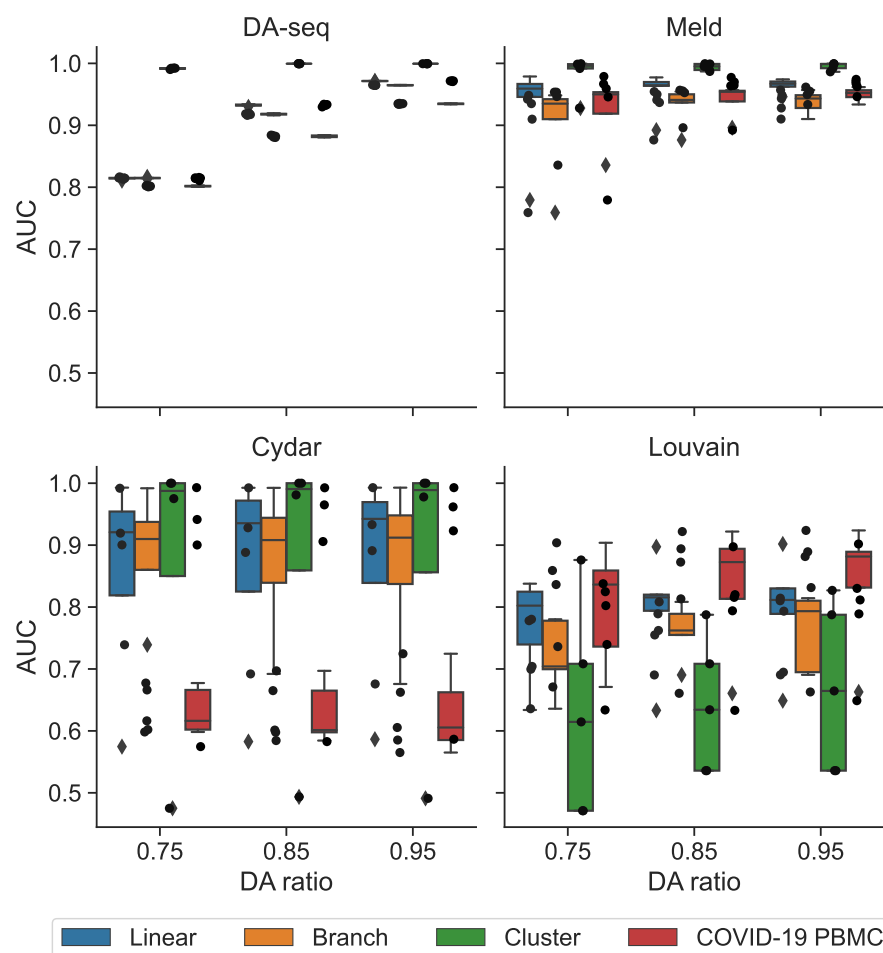 DA-seq Meld
1.0
0.9
0.8
0.7
0.6
0.5
AUC
Cydar Louvain
1.0
0.9
0.8
0.7
0.6
0.5
AUC
0.75 0.85 0.95 0.75 0.85 0.95
DA ratio DA ratio
Linear Branch Cluster COVID-19 PBMC